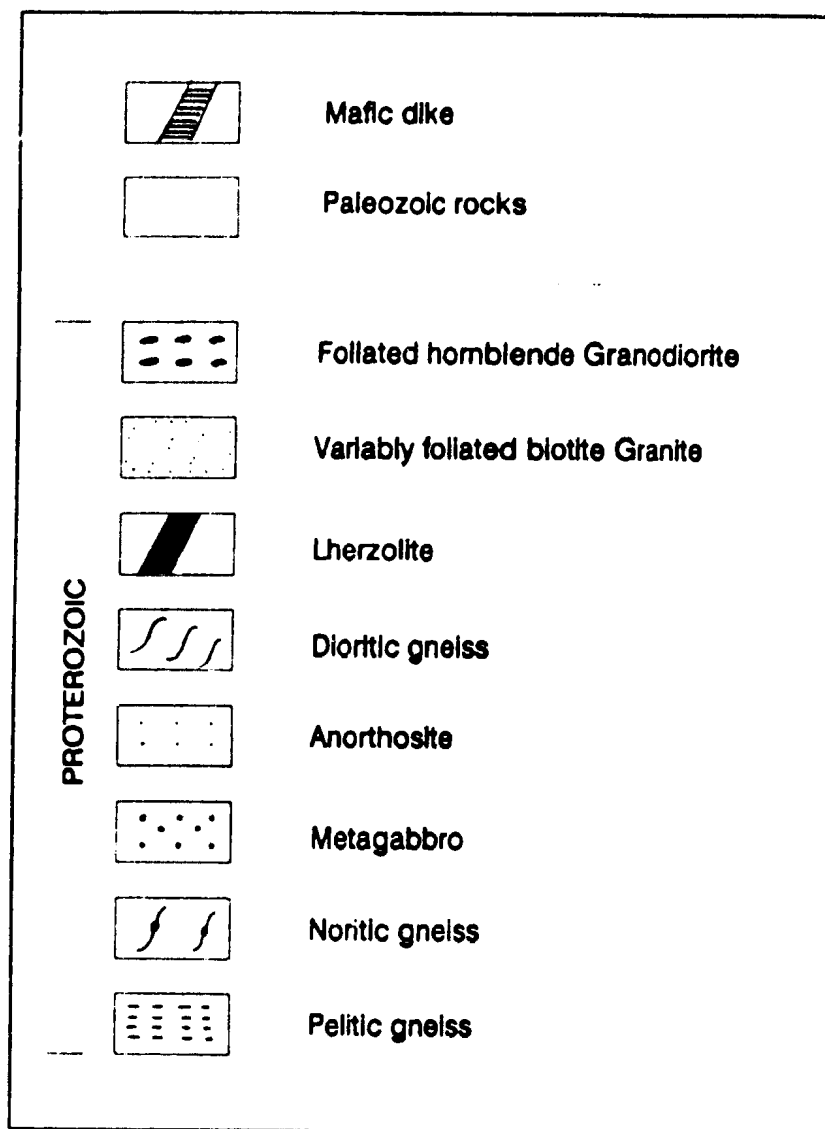 Mafic dike
Paleozoic rocks
Foliated hornblende Granodiorite
Variably foliated biotite Granite
Lherzolite
Dioritic gneiss
Anorthosite
Metagabbro
Noritic gneiss
Pelitic gneiss
PROTEROZOIC